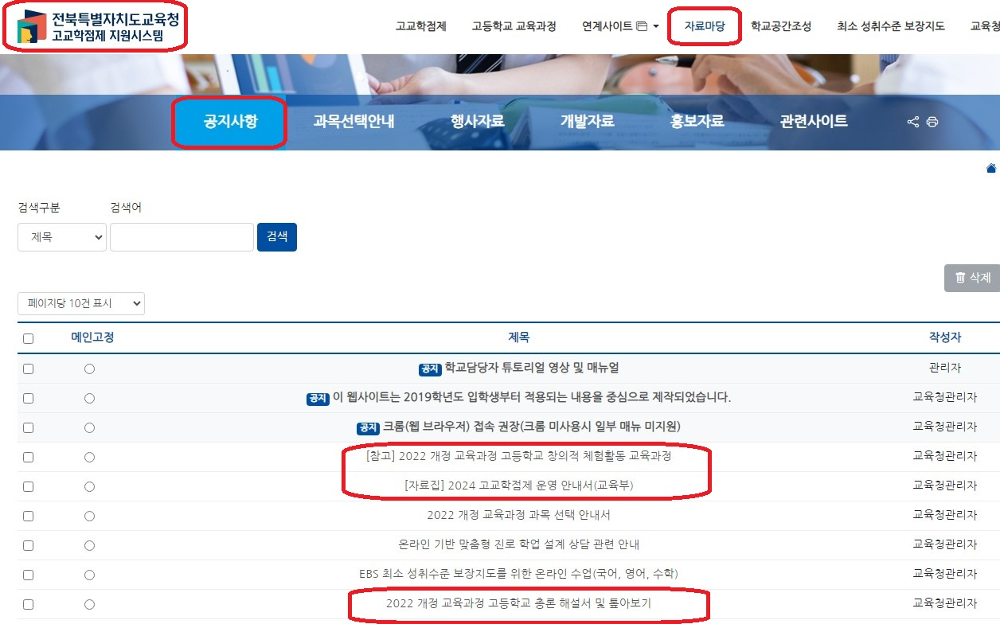 전북특별자치도교육청
고교학점제 지원시스템
고교학점제 고등학교 교육과정 연계사이트 자료마당 학교공간조성 최소 성취수준 보장지도 교육청
공지사항 과목선택안내 행사자료 개발자료 홍보자료 관련사이트
검색구분 검색어
제목 검색
삭제
페이지당 10건 표시
메인고정 제목 작성자
공지 학교담당자 튜토리얼 영상 및 매뉴얼 관리자
공지 이 웹사이트는 2019학년도 입학생부터 적용되는 내용을 중심으로 제작되었습니다. 교육청관리자
공지 크롬(웹 브라우저) 접속 권장(크롬 미사용시 일부 매뉴 미지원) 교육청관리자
[참고] 2022 개정 교육과정 고등학교 창의적 체험활동 교육과정 교육청관리자
[자료집] 2024 고교학점제 운영 안내서(교육부) 교육청관리자
2022 개정 교육과정 과목 선택 안내서 교육청관리자
온라인 기반 맞춤형 진로 학업 설계 상담 관련 안내 교육청관리자
EBS 최소 성취수준 보장지도를 위한 온라인 수업(국어, 영어, 수학) 교육청관리자
2022 개정 교육과정 고등학교 총론 해설서 및 톺아보기 교육청관리자